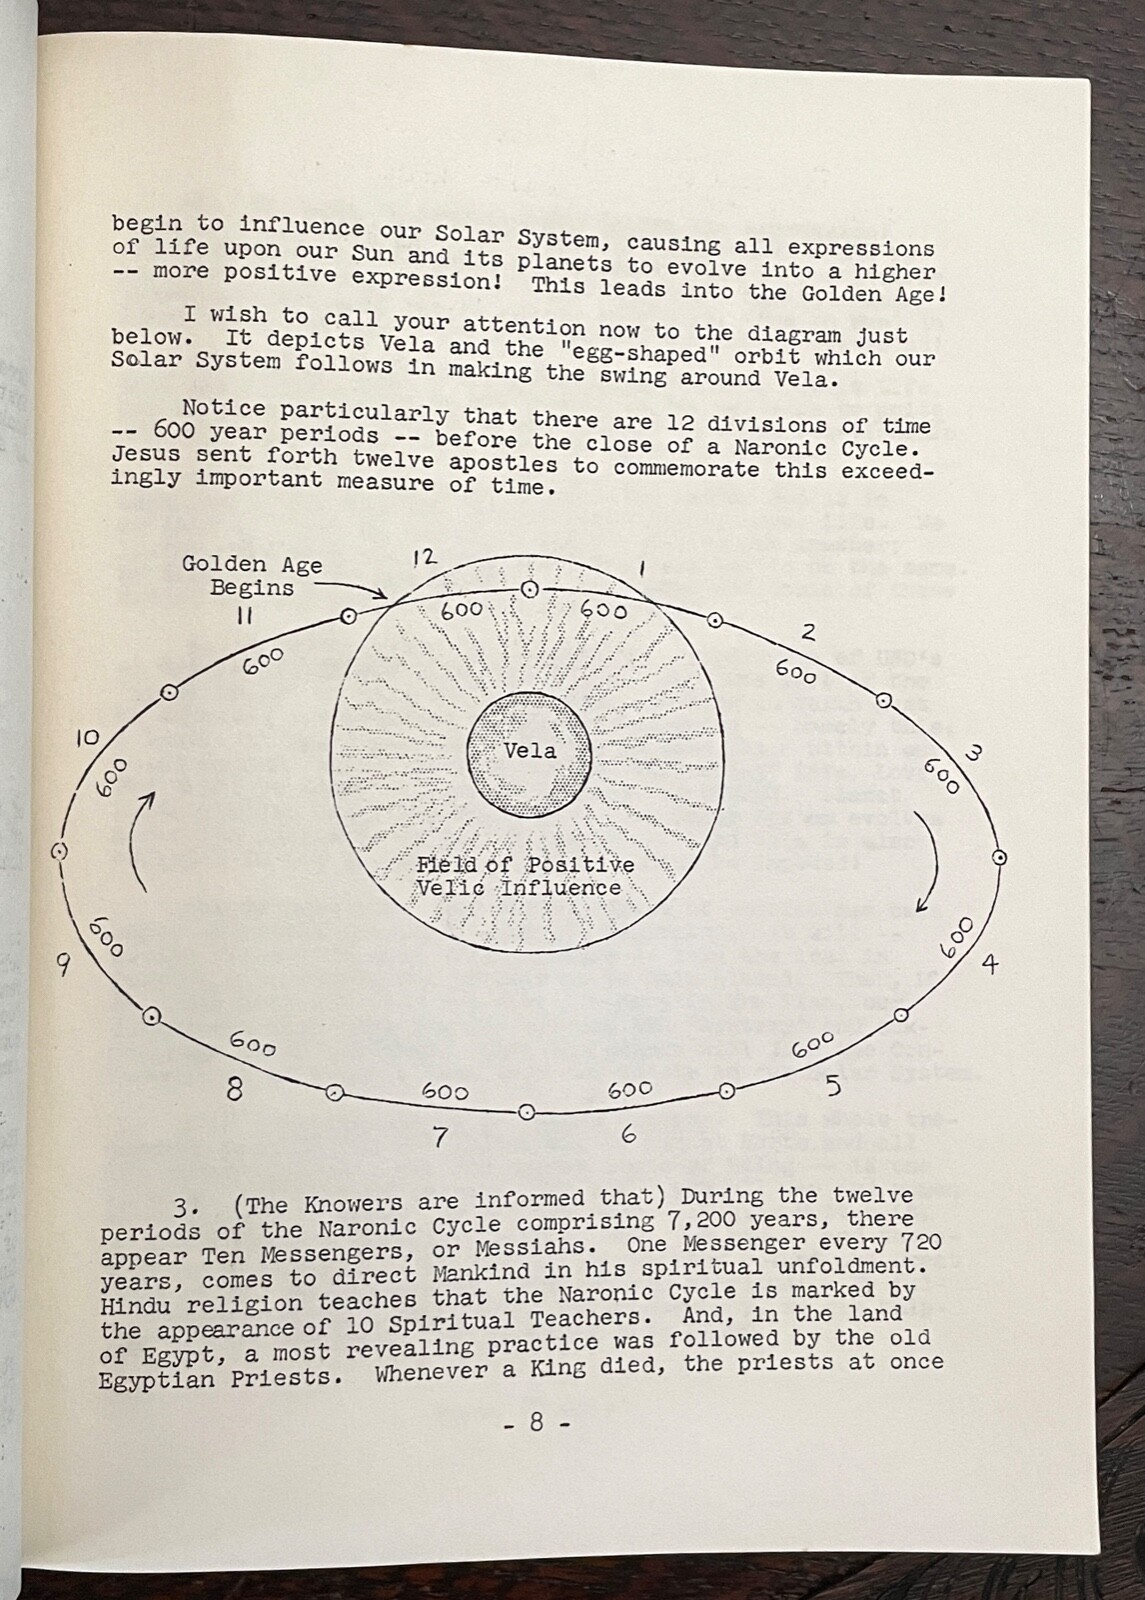 begin to influence our Solar System, causing all expressions
of life upon our Sun and its planets to evolve into a higher
-- more positive expression!  This leads into the Golden Age!
I wish to call your attention now to the diagram just
below.  It depicts Vela and the "egg-shaped" orbit which our
Solar System follows in making the swing around Vela.
Notice particularly that there are 12 divisions of time
-- 600 year periods -- before the close of a Naronic Cycle.
Jesus sent forth twelve apostles to commemorate this exceed-
ingly important measure of time.
Golden Age
Begins
12
1
11
600
600
2
600
600
10
600
Vela
3
600
Field of Positive
Velic Influence
9
600
600
4
8
600
600
5
7
600
600
6
3.  (The Knowers are informed that) During the twelve
periods of the Naronic Cycle comprising 7,200 years, there
appear Ten Messengers, or Messiahs.  One Messenger every 720
years, comes to direct Mankind in his spiritual unfoldment.
Hindu religion teaches that the Naronic Cycle is marked by
the appearance of 10 Spiritual Teachers.  And, in the land
of Egypt, a most revealing practice was followed by the old
Egyptian Priests.  Whenever a King died, the priests at once
- 8 -